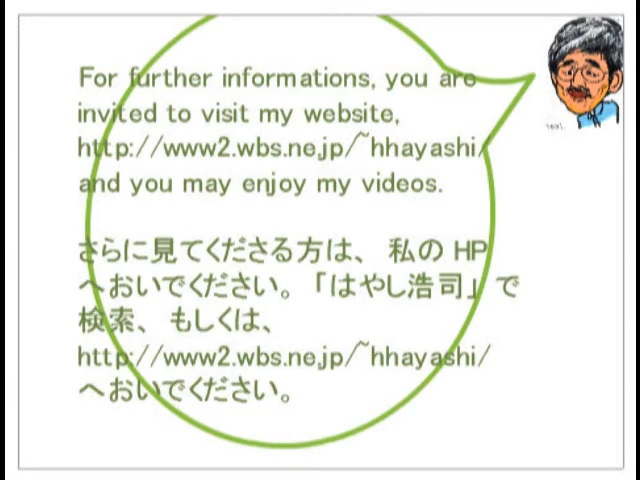 For further informations, you are
invited to visit my website,
http://www2.wbs.ne.jp/~hhayashi/
and you may enjoy my videos.
さらに見てくださる方は、 私の HP
へおいでください。「はやし浩司」で
検索、 もしくは、
http://www2.wbs.ne.jp/~hhayashi/
へおいでください。